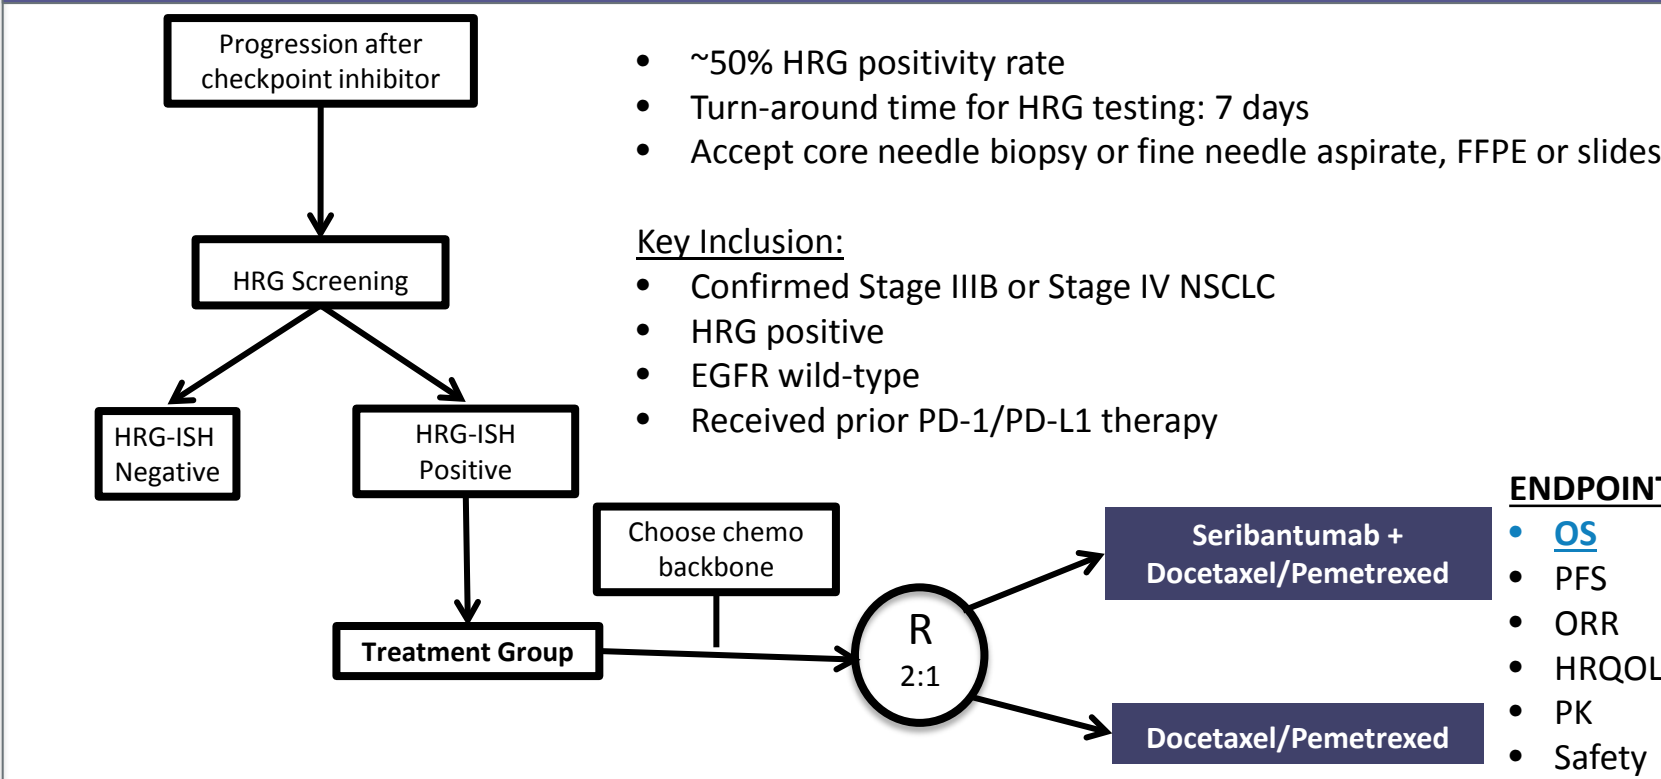 Progression after
checkpoint inhibitor
• ~50% HRG positivity rate
• Turn-around time for HRG testing: 7 days
• Accept core needle biopsy or fine needle aspirate, FFPE or slides
HRG Screening
Key Inclusion:
• Confirmed Stage IIIB or Stage IV NSCLC
• HRG positive
• EGFR wild-type
• Received prior PD-1/PD-L1 therapy
HRG-ISH
Negative
HRG-ISH
Positive
Choose chemo
backbone
Treatment Group
R
2:1
Seribantumab +
Docetaxel/Pemetrexed
Docetaxel/Pemetrexed
• OS
• PFS
• ORR
• HRQOL
• PK
• Safety